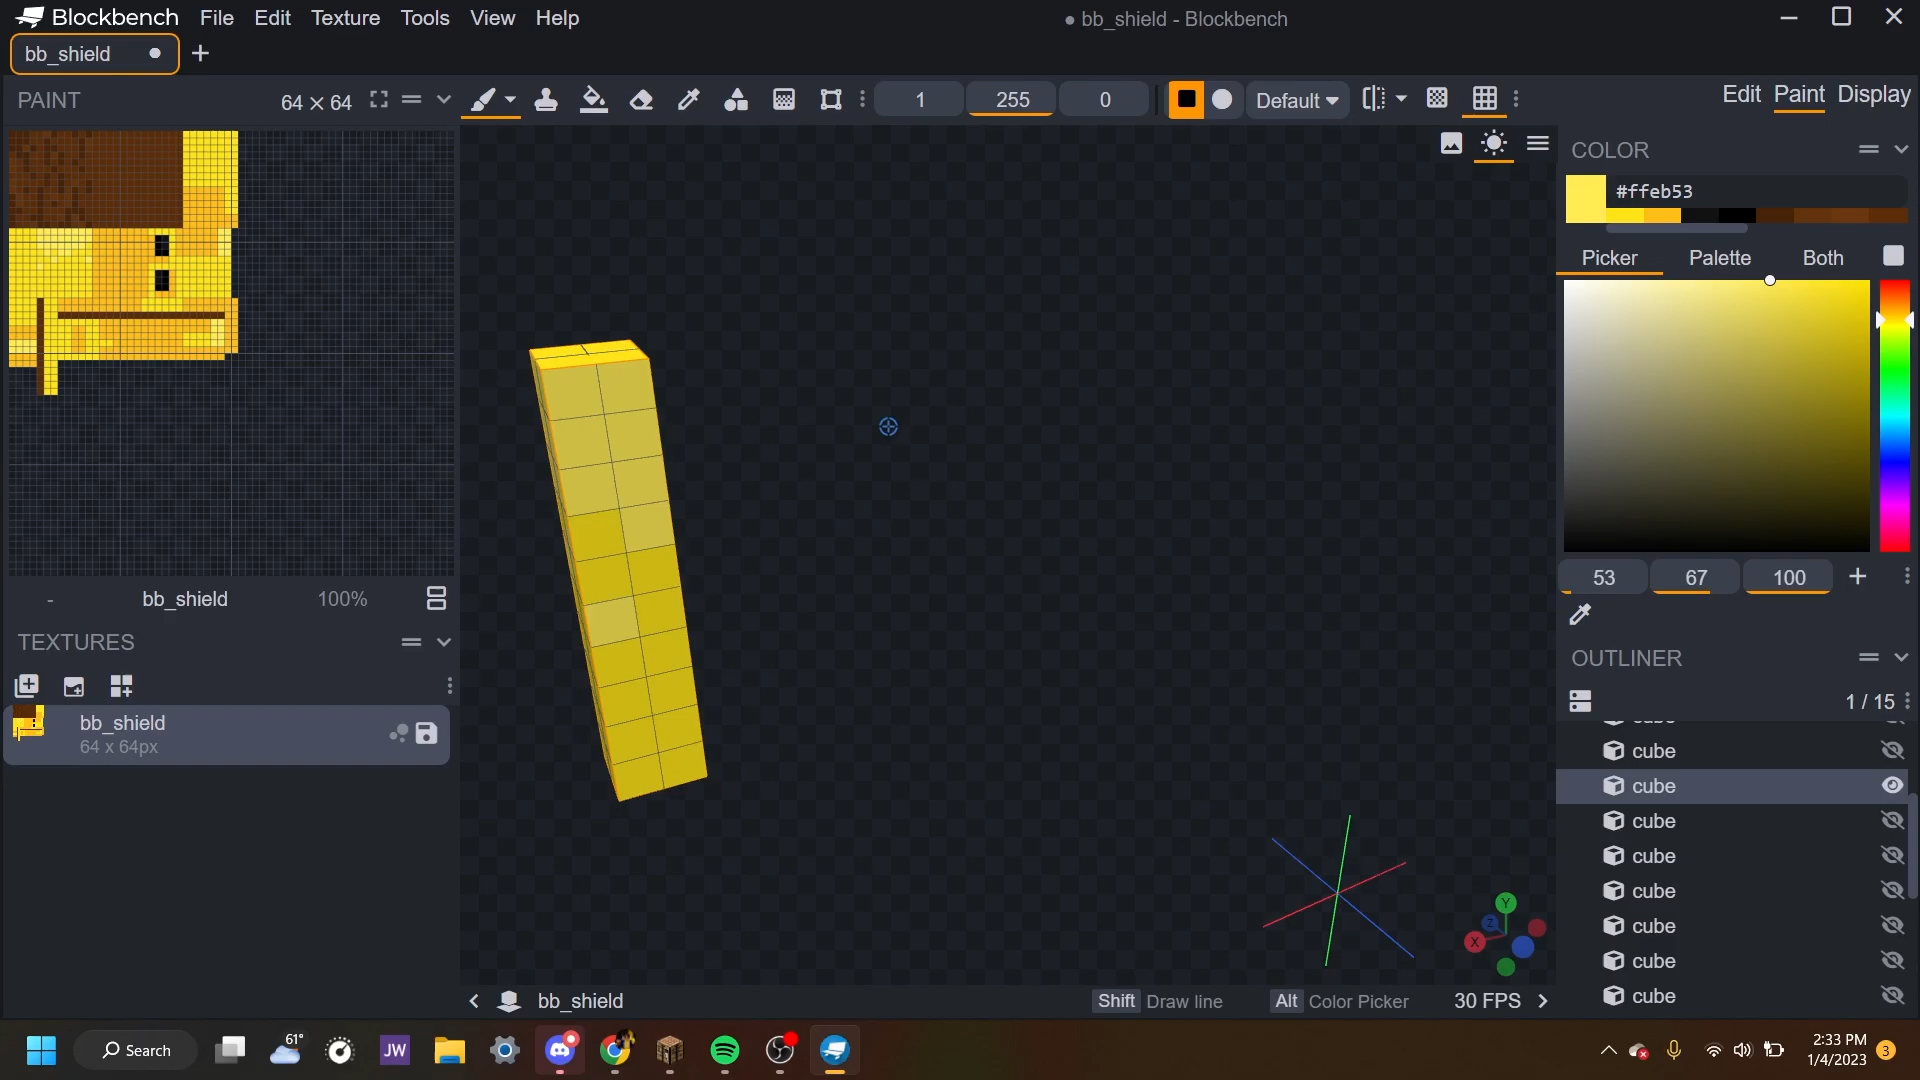 Blockbench File Edit Texture Tools View Help
● bb_shield - Blockbench
bb_shield
PAINT 64 × 64
1 255 0 Default
Edit Paint Display
COLOR
#ffeb53
Picker Palette Both
53 67 100
- bb_shield 100%
TEXTURES
bb_shield
64 x 64px
OUTLINER
1 / 15
cube
cube
cube
cube
cube
cube
cube
cube
Y
Z
X
bb_shield
Shift Draw line Alt Color Picker 30 FPS
Search
61°
JW
2:33 PM
1/4/2023
3